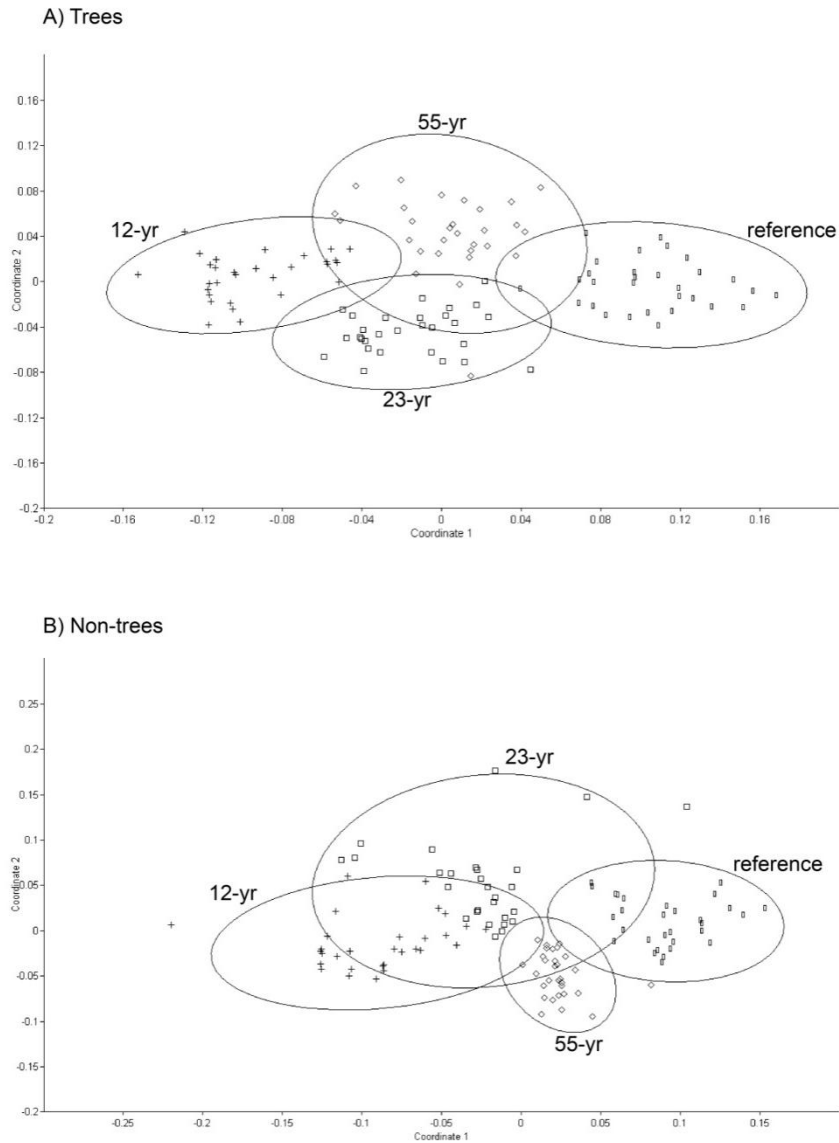 A) Trees
0.16
0.12
0.08
0.04
0
-0.04
-0.08
-0.12
-0.16
-0.2
Coordinate 2
55-yr
12-yr
reference
23-yr
-0.2 -0.16 -0.12 -0.08 -0.04 0 0.04 0.08 0.12 0.16
Coordinate 1
B) Non-trees
0.25
0.2
0.15
0.1
0.05
0
-0.05
-0.1
-0.15
-0.2
Coordinate 2
23-yr
12-yr
reference
55-yr
-0.25 -0.2 -0.15 -0.1 -0.05 0 0.05 0.1 0.15
Coordinate 1